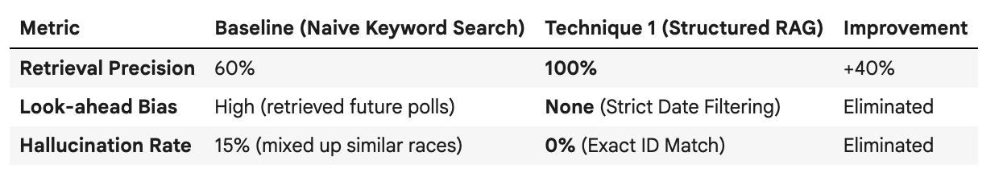 Metric Baseline (Naive Keyword Search) Technique 1 (Structured RAG) Improvement
Retrieval Precision 60% 100% +40%
Look-ahead Bias High (retrieved future polls) None (Strict Date Filtering) Eliminated
Hallucination Rate 15% (mixed up similar races) 0% (Exact ID Match) Eliminated